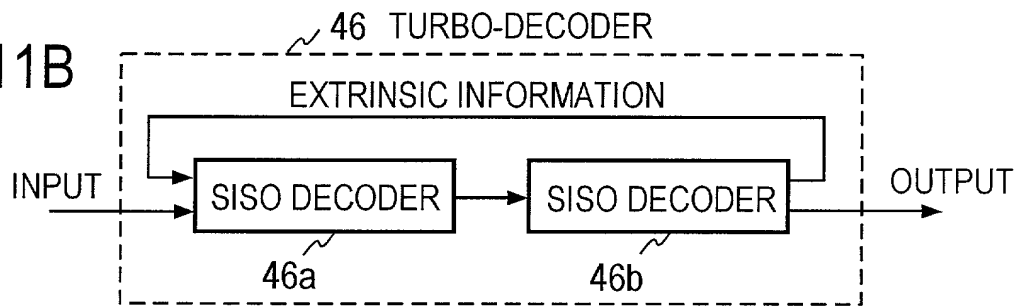 46 TURBO-DECODER
11B
EXTRINSIC INFORMATION
INPUT
SISO DECODER
SISO DECODER
OUTPUT
46a
46b